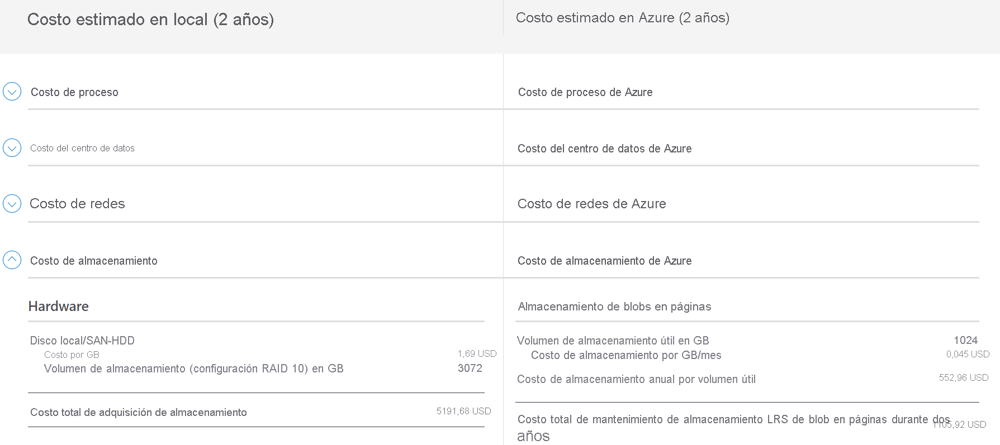 Costo estimado en local (2 años)
Costo estimado en Azure (2 años)
Costo de proceso
Costo de proceso de Azure
Costo del centro de datos
Costo del centro de datos de Azure
Costo de redes
Costo de redes de Azure
Costo de almacenamiento
Costo de almacenamiento de Azure
Hardware
Disco local/SAN-HDD
Costo por GB 1,69 USD
Volumen de almacenamiento (configuración RAID 10) en GB 3072
Costo total de adquisición de almacenamiento 5191,68 USD
Almacenamiento de blobs en páginas
Volumen de almacenamiento útil en GB 1024
Costo de almacenamiento por GB/mes 0,045 USD
Costo de almacenamiento anual por volumen útil 552,96 USD
Costo total de mantenimiento de almacenamiento LRS de blob en páginas durante dos
años
1105,92 USD